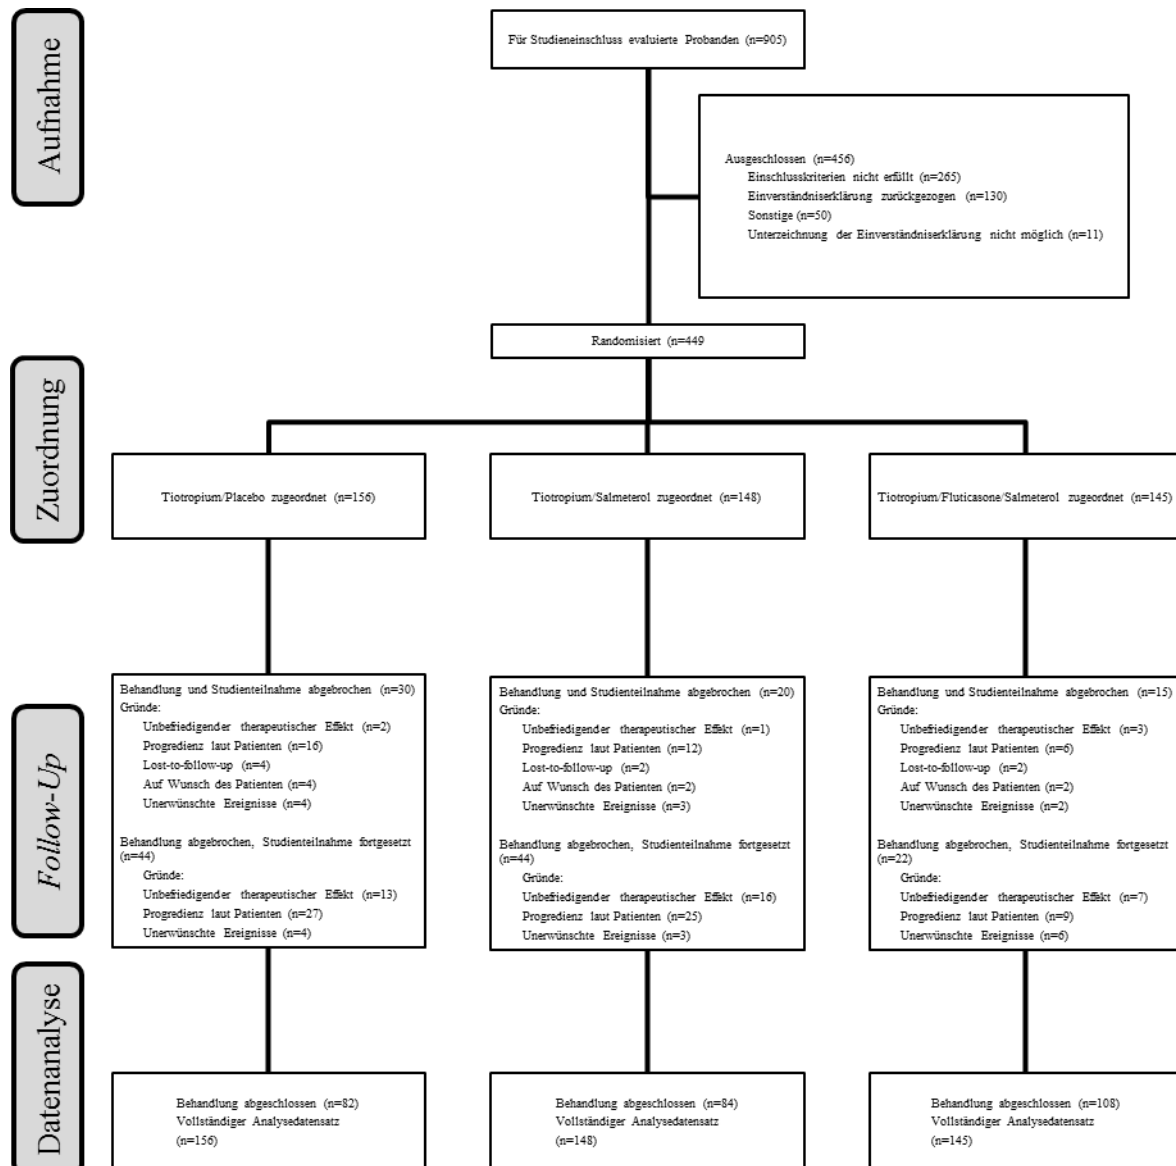 Aufnahme
Für Studieneinschluss evaluierte Probanden (n=905)
Ausgeschlossen (n=456)
Einschlusskriterien nicht erfüllt (n=265)
Einverständniserklärung zurückgezogen (n=130)
Sonstige (n=50)
Unterzeichnung der Einverständniserklärung nicht möglich (n=11)
Randomisiert (n=449
Zuordnung
Tiotropium/Placebo zugeordnet (n=156)
Tiotropium/Salmeterol zugeordnet (n=148)
Tiotropium/Fluticasone/Salmeterol zugeordnet (n=145)
Follow-Up
Behandlung und Studienteilnahme abgebrochen (n=30)
Gründe:
Unbefriedigender therapeutischer Effekt (n=2)
Progredienz laut Patienten (n=16)
Lost-to-follow-up (n=4)
Auf Wunsch des Patienten (n=4)
Unerwünschte Ereignisse (n=4)
Behandlung abgebrochen, Studienteilnahme fortgesetzt
(n=44)
Gründe:
Unbefriedigender therapeutischer Effekt (n=13)
Progredienz laut Patienten (n=27)
Unerwünschte Ereignisse (n=4)
Behandlung und Studienteilnahme abgebrochen (n=20)
Gründe:
Unbefriedigender therapeutischer Effekt (n=1)
Progredienz laut Patienten (n=12)
Lost-to-follow-up (n=2)
Auf Wunsch des Patienten (n=2)
Unerwünschte Ereignisse (n=3)
Behandlung abgebrochen, Studienteilnahme fortgesetzt
(n=44)
Gründe:
Unbefriedigender therapeutischer Effekt (n=16)
Progredienz laut Patienten (n=25)
Unerwünschte Ereignisse (n=3)
Behandlung und Studienteilnahme abgebrochen (n=15)
Gründe:
Unbefriedigender therapeutischer Effekt (n=3)
Progredienz laut Patienten (n=6)
Lost-to-follow-up (n=2)
Auf Wunsch des Patienten (n=2)
Unerwünschte Ereignisse (n=2)
Behandlung abgebrochen, Studienteilnahme fortgesetzt
(n=22)
Gründe:
Unbefriedigender therapeutischer Effekt (n=7)
Progredienz laut Patienten (n=9)
Unerwünschte Ereignisse (n=6)
Datenanalyse
Behandlung abgeschlossen (n=82)
Vollständiger Analysedatensatz
(n=156)
Behandlung abgeschlossen (n=84)
Vollständiger Analysedatensatz
(n=148)
Behandlung abgeschlossen (n=108)
Vollständiger Analysedatensatz
(n=145)